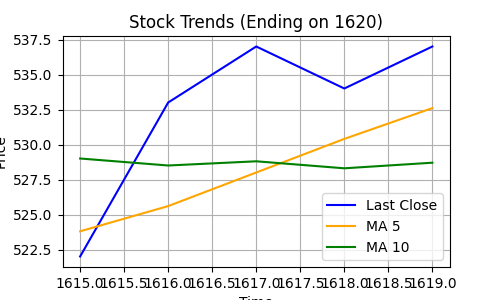 Stock Trends (Ending on 1620)
537.5
535.0
532.5
530.0
527.5
525.0
522.5
Price
Last Close
MA 5
MA 10
1615.0 1615.5 1616.0 1616.5 1617.0 1617.5 1618.0 1618.5 1619.0
Time